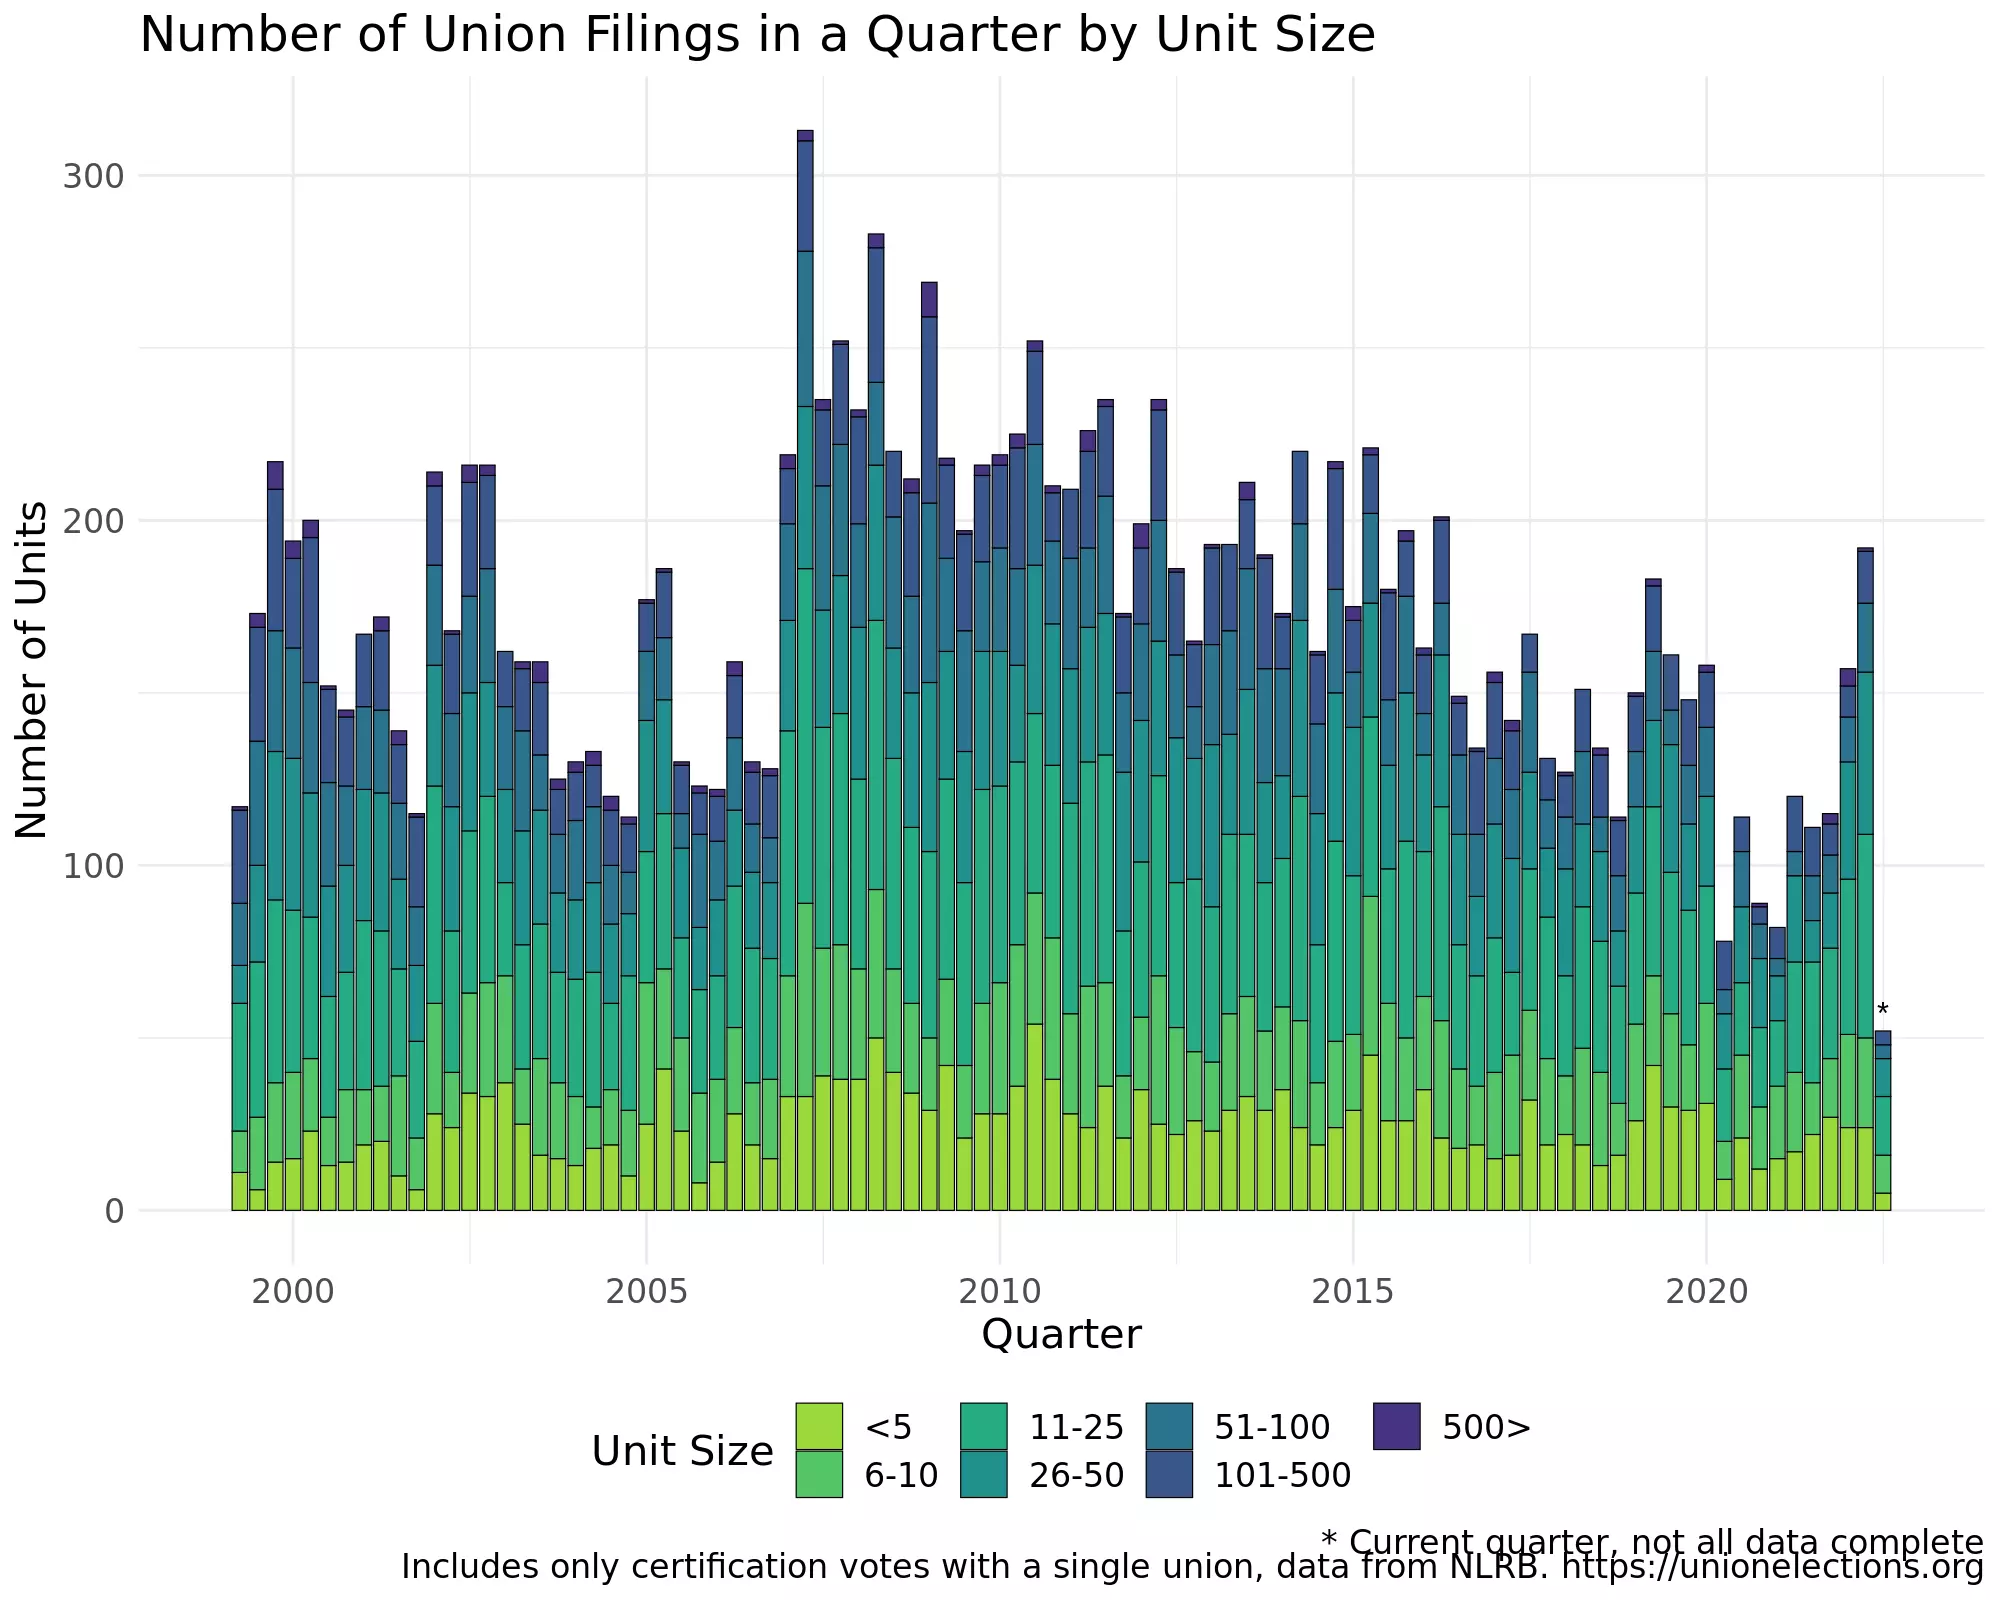 Number of Union Filings in a Quarter by Unit Size
Number of Units
300
200
100
0
*
2000 2005 2010 2015 2020
Quarter
Unit Size
<5 11-25 51-100 500>
6-10 26-50 101-500
* Current quarter, not all data complete
Includes only certification votes with a single union, data from NLRB. https://unionelections.org